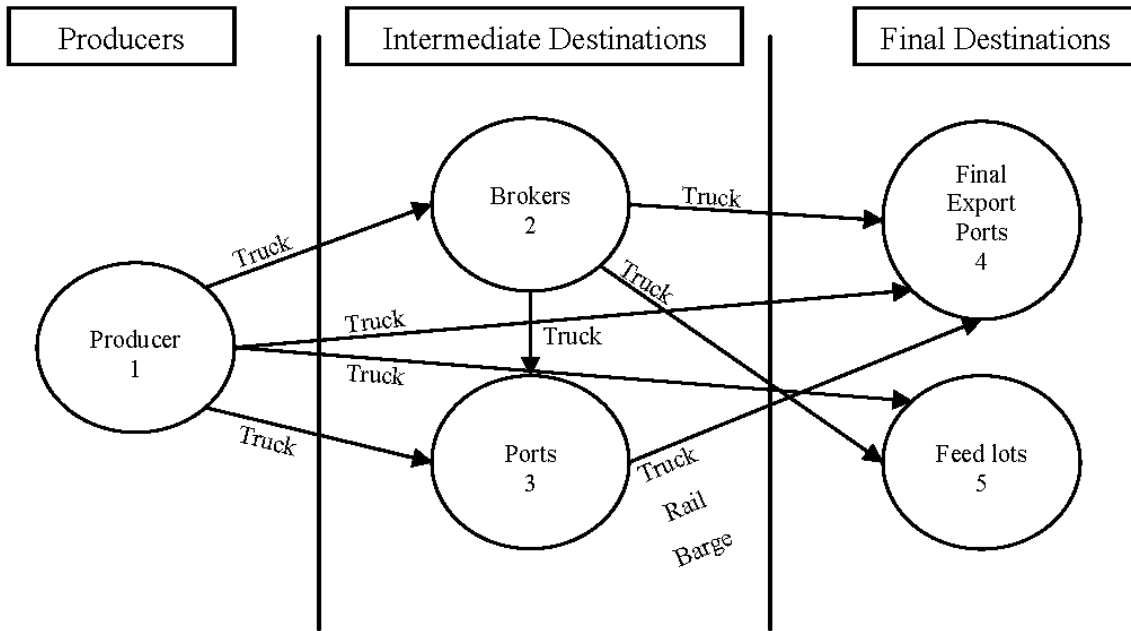 Producers
Intermediate Destinations
Final Destinations
Producer
1
Brokers
2
Ports
3
Final
Export
Ports
4
Feed lots
5
Truck
Truck
Truck
Truck
Truck
Truck
Truck
Truck
Rail
Barge